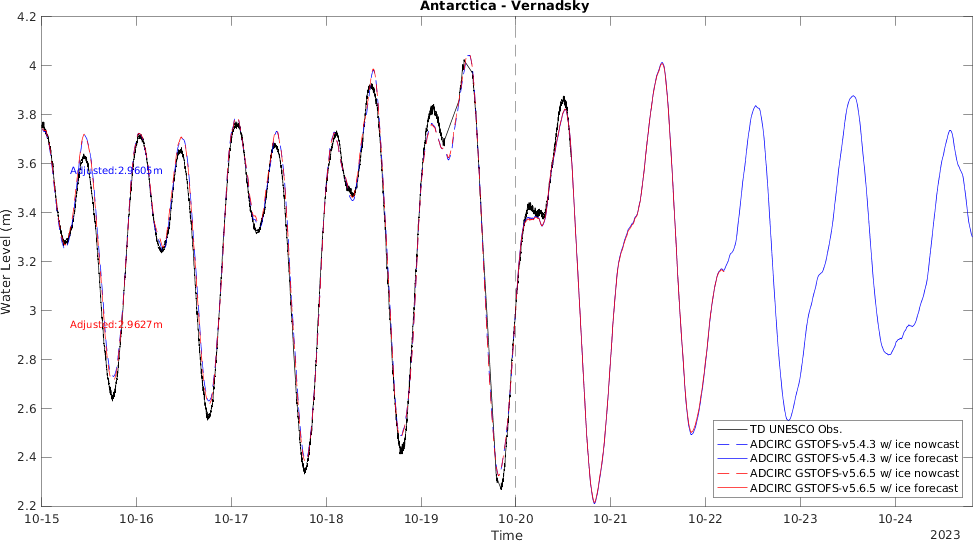 Antarctica - Vernadsky
4.2
4
3.8
3.6
3.4
3.2
3
2.8
2.6
2.4
2.2
Water Level (m)
Adjusted:2.9605m
Adjusted:2.9627m
TD UNESCO Obs.
ADCIRC GSTOFS-v5.4.3 w/ ice nowcast
ADCIRC GSTOFS-v5.4.3 w/ ice forecast
ADCIRC GSTOFS-v5.6.5 w/ ice nowcast
ADCIRC GSTOFS-v5.6.5 w/ ice forecast
10-15 10-16 10-17 10-18 10-19 10-20 10-21 10-22 10-23 10-24
Time
2023